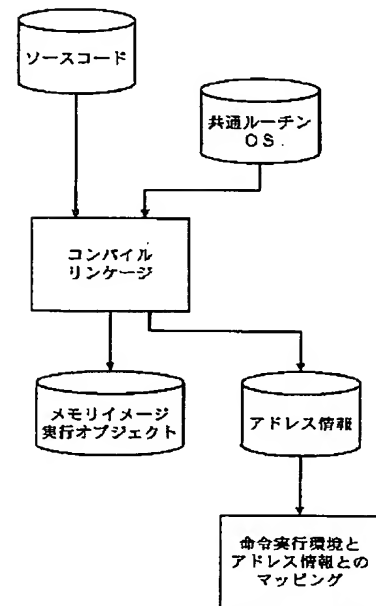 ソースコード
共通ルーチン
OS.
コンパイル
リンケージ
メモリイメージ
実行オブジェクト
アドレス情報
命令実行環境と
アドレス情報との
マッピング